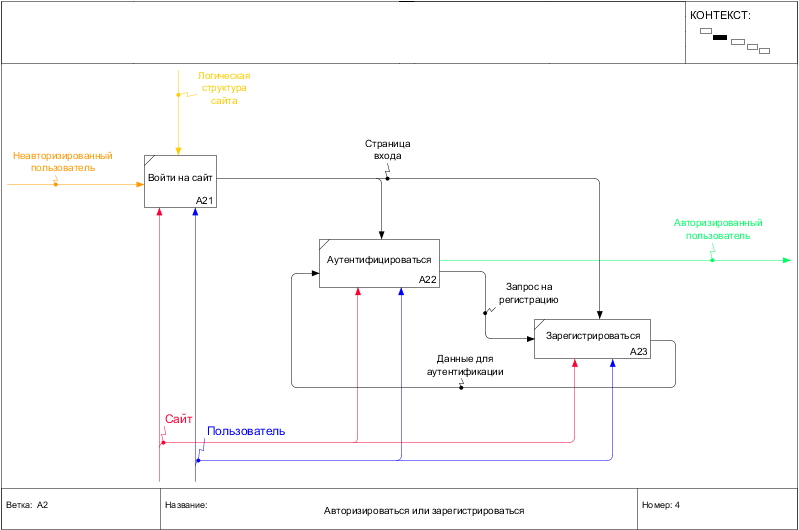 КОНТЕКСТ:
Логическая
структура
сайта
Страница
входа
Неавторизированный
пользователь
Войти на сайт
A21
Авторизированный
пользователь
Аутентифицироваться
A22
Запрос на
регистрацию
Зарегистрироваться
A23
Данные для
аутентификации
Сайт
Пользователь
Ветка: A2
Название:
Авторизироваться или зарегистрироваться
Номер: 4